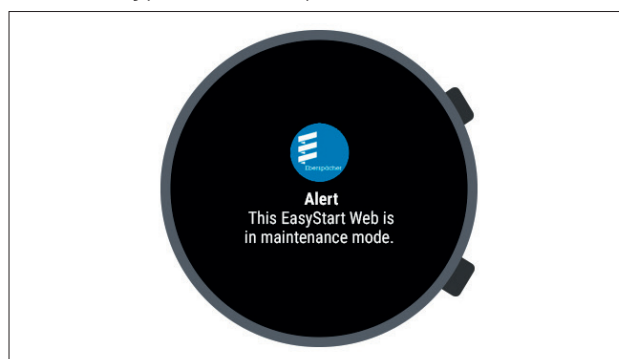 Eberspächer
Alert
This EasyStart Web is
in maintenance mode.